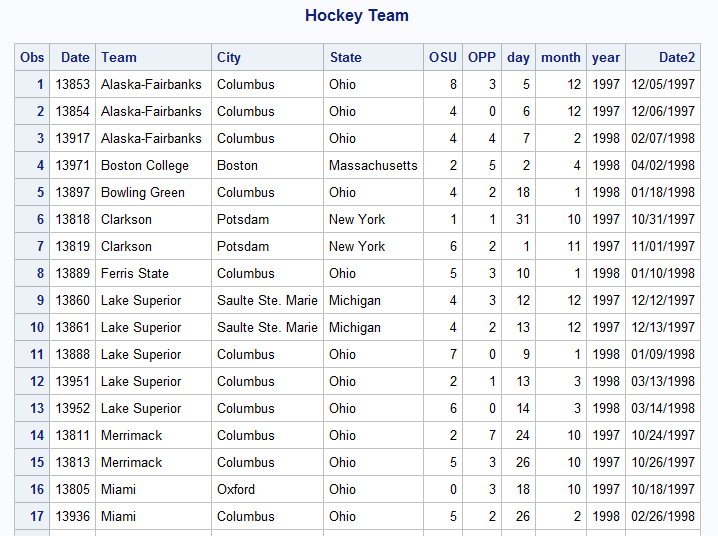 Hockey Team
Obs Date Team City State OSU OPP day month year Date2
1 13853 Alaska-Fairbanks Columbus Ohio 8 3 5 12 1997 12/05/1997
2 13854 Alaska-Fairbanks Columbus Ohio 4 0 6 12 1997 12/06/1997
3 13917 Alaska-Fairbanks Columbus Ohio 4 4 7 2 1998 02/07/1998
4 13971 Boston College Boston Massachusetts 2 5 2 4 1998 04/02/1998
5 13897 Bowling Green Columbus Ohio 4 2 18 1 1998 01/18/1998
6 13818 Clarkson Potsdam New York 1 1 31 10 1997 10/31/1997
7 13819 Clarkson Potsdam New York 6 2 1 11 1997 11/01/1997
8 13889 Ferris State Columbus Ohio 5 3 10 1 1998 01/10/1998
9 13860 Lake Superior Saulte Ste. Marie Michigan 4 3 12 12 1997 12/12/1997
10 13861 Lake Superior Saulte Ste. Marie Michigan 4 2 13 12 1997 12/13/1997
11 13888 Lake Superior Columbus Ohio 7 0 9 1 1998 01/09/1998
12 13951 Lake Superior Columbus Ohio 2 1 13 3 1998 03/13/1998
13 13952 Lake Superior Columbus Ohio 6 0 14 3 1998 03/14/1998
14 13811 Merrimack Columbus Ohio 2 7 24 10 1997 10/24/1997
15 13813 Merrimack Columbus Ohio 5 3 26 10 1997 10/26/1997
16 13805 Miami Oxford Ohio 0 3 18 10 1997 10/18/1997
17 13936 Miami Columbus Ohio 5 2 26 2 1998 02/26/1998